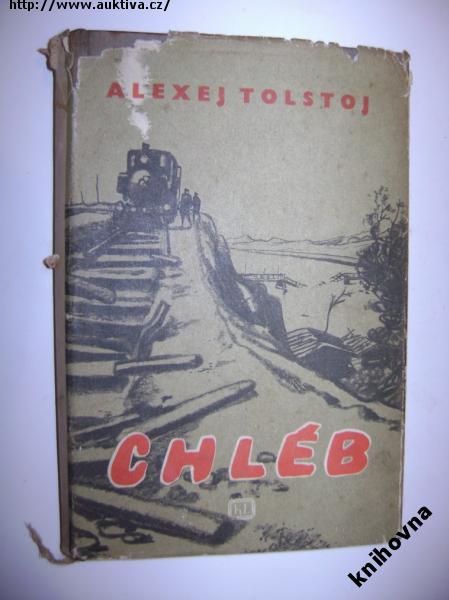 http://www.auktiva.cz/
ALEXEJ TOLSTOJ
CHLÉB
knihovna